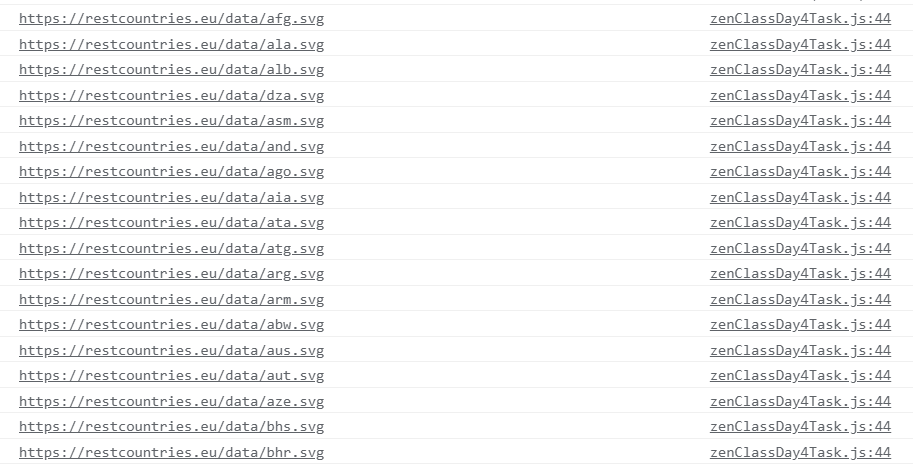 https://restcountries.eu/data/afg.svg zenClassDay4Task.js:44
https://restcountries.eu/data/ala.svg zenClassDay4Task.js:44
https://restcountries.eu/data/alb.svg zenClassDay4Task.js:44
https://restcountries.eu/data/dza.svg zenClassDay4Task.js:44
https://restcountries.eu/data/asm.svg zenClassDay4Task.js:44
https://restcountries.eu/data/and.svg zenClassDay4Task.js:44
https://restcountries.eu/data/ago.svg zenClassDay4Task.js:44
https://restcountries.eu/data/aia.svg zenClassDay4Task.js:44
https://restcountries.eu/data/ata.svg zenClassDay4Task.js:44
https://restcountries.eu/data/atg.svg zenClassDay4Task.js:44
https://restcountries.eu/data/arg.svg zenClassDay4Task.js:44
https://restcountries.eu/data/arm.svg zenClassDay4Task.js:44
https://restcountries.eu/data/abw.svg zenClassDay4Task.js:44
https://restcountries.eu/data/aus.svg zenClassDay4Task.js:44
https://restcountries.eu/data/aut.svg zenClassDay4Task.js:44
https://restcountries.eu/data/aze.svg zenClassDay4Task.js:44
https://restcountries.eu/data/bhs.svg zenClassDay4Task.js:44
https://restcountries.eu/data/bhr.svg zenClassDay4Task.js:44